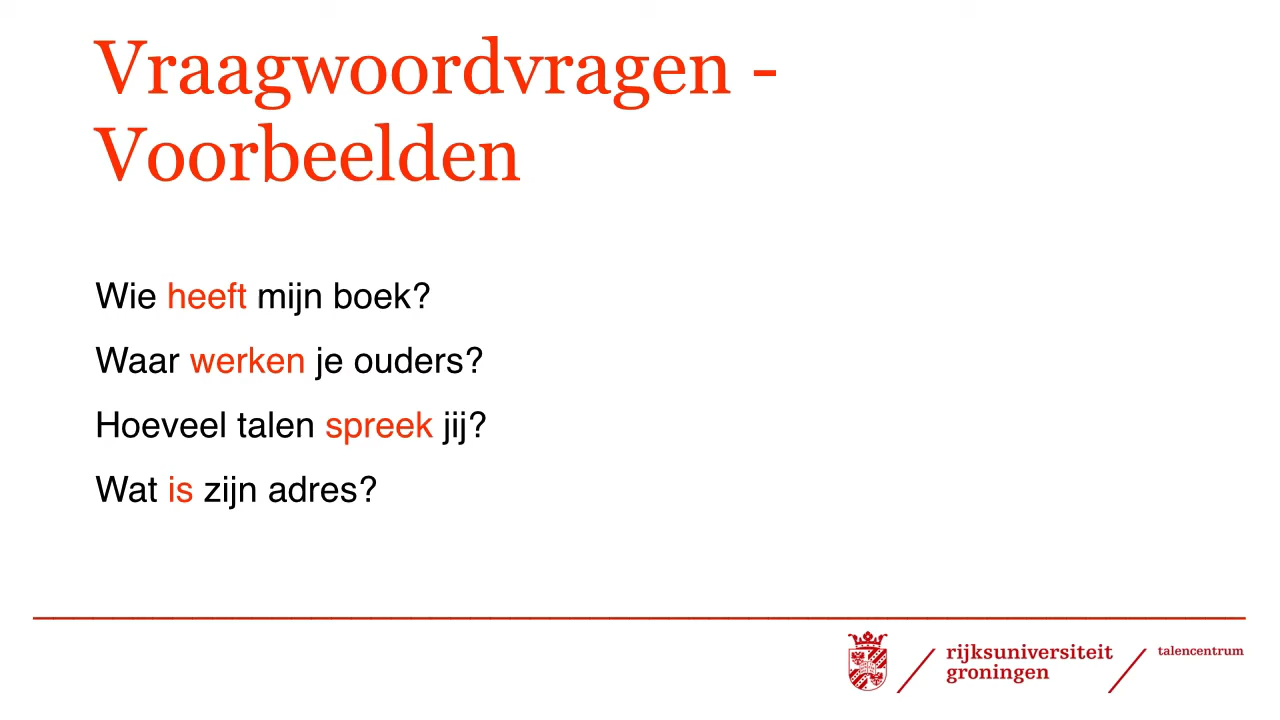 Vraagwoordvragen -
Voorbeelden
Wie heeft mijn boek?
Waar werken je ouders?
Hoeveel talen spreek jij?
Wat is zijn adres?
rijksuniversiteit
groningen
talencentrum